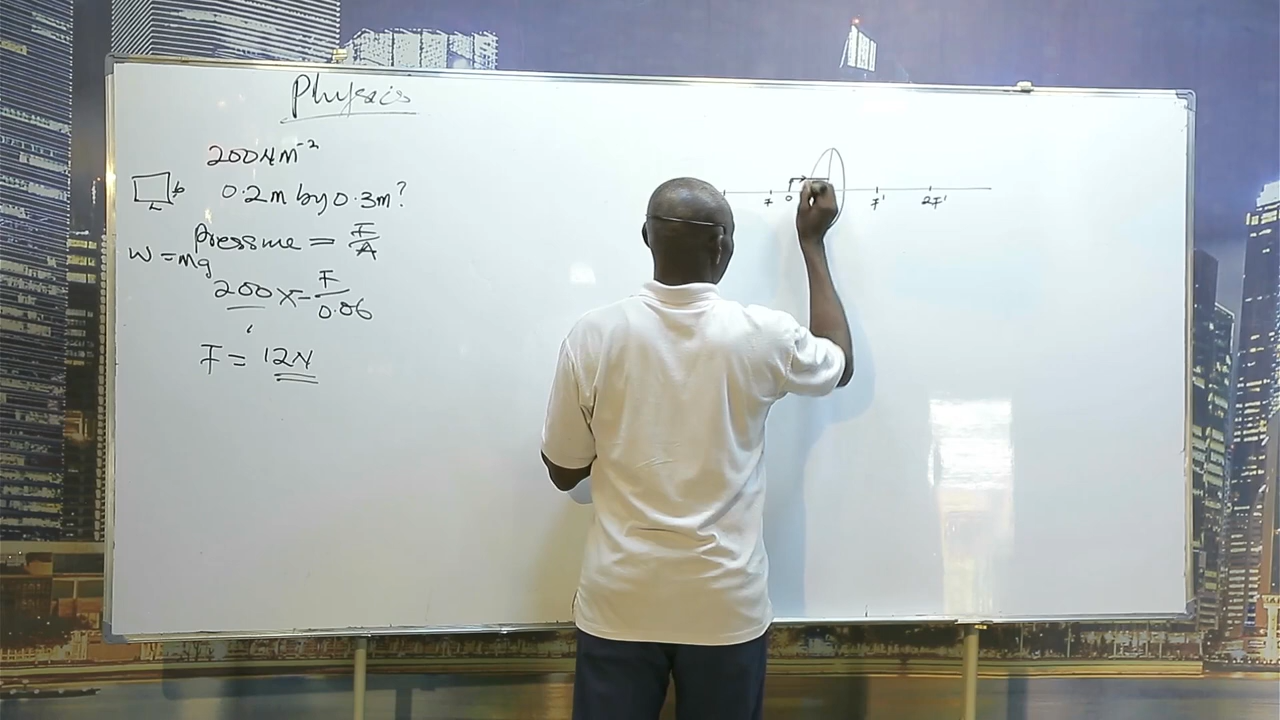 Physics
200Nm⁻²
0.2m by 0.3m?
Pressure = F/A
W = mg
200 = F/0.06
F = 12N
F O F' 2F'